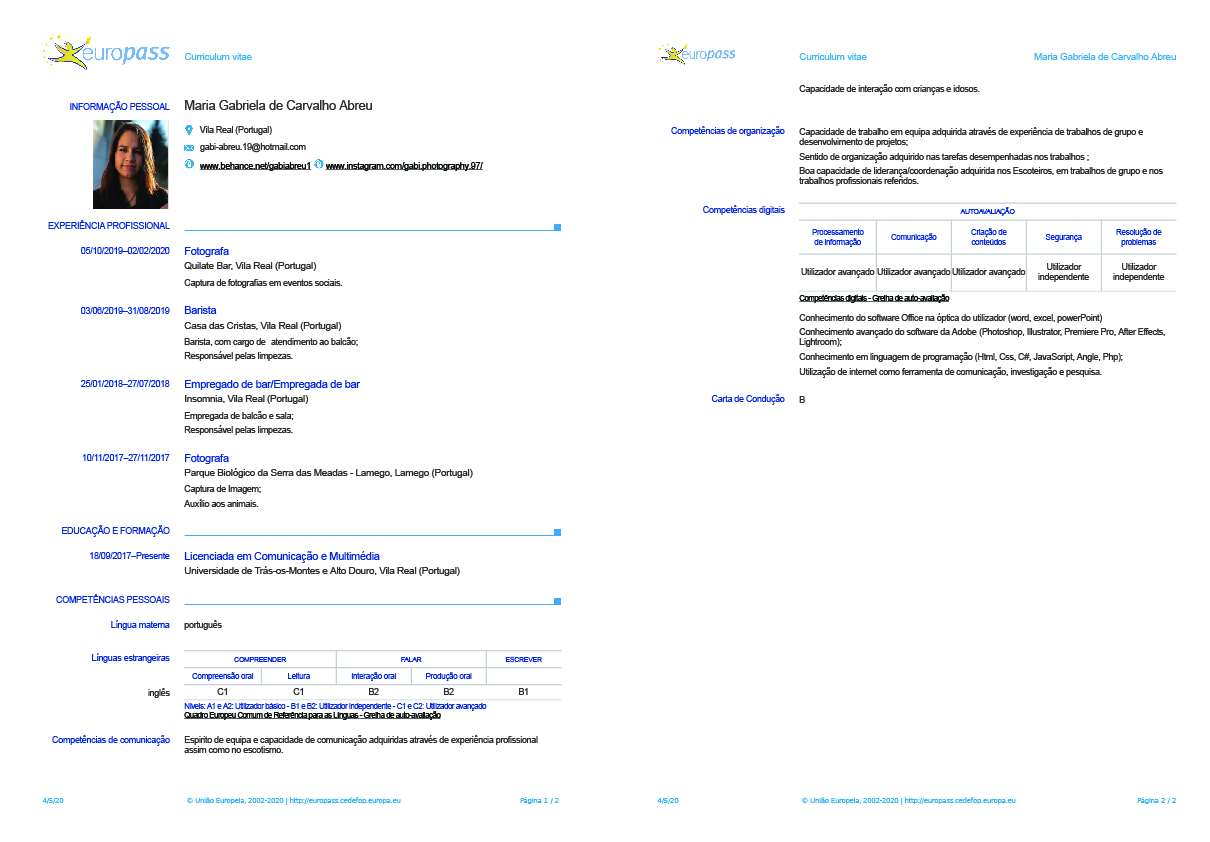 europass
Curriculum vitae
INFORMAÇÃO PESSOAL
Maria Gabriela de Carvalho Abreu
Vila Real (Portugal)
gabi-abreu.19@hotmail.com
www.behance.net/gabiabreu1 www.instagram.com/gabi.photography.97/
EXPERIÊNCIA PROFISSIONAL
05/10/2019–02/02/2020 Fotografa
Quilate Bar, Vila Real (Portugal)
Captura de fotografias em eventos sociais.
03/06/2019–31/08/2019 Barista
Casa das Cristas, Vila Real (Portugal)
Barista, com cargo de atendimento ao balcão;
Responsável pelas limpezas.
25/01/2018–27/07/2018 Empregado de bar/Empregada de bar
Insomnia, Vila Real (Portugal)
Empregada de balcão e sala;
Responsável pelas limpezas.
10/11/2017–27/11/2017 Fotografa
Parque Biológico da Serra das Meadas - Lamego, Lamego (Portugal)
Captura de Imagem;
Auxílio aos animais.
EDUCAÇÃO E FORMAÇÃO
18/09/2017–Presente Licenciada em Comunicação e Multimédia
Universidade de Trás-os-Montes e Alto Douro, Vila Real (Portugal)
COMPETÊNCIAS PESSOAIS
Língua materna português
Línguas estrangeiras COMPREENDER FALAR ESCREVER
Compreensão oral Leitura Interação oral Produção oral
inglês C1 C1 B2 B2 B1
Níveis: A1 e A2: Utilizador básico - B1 e B2: Utilizador independente - C1 e C2: Utilizador avançado
Quadro Europeu Comum de Referência para as Línguas - Grelha de auto-avaliação
Competências de comunicação Espirito de equipa e capacidade de comunicação adquiridas através de experiência profissional
assim como no escotismo.
4/5/20 © União Europeia, 2002-2020 | http://europass.cedefop.europa.eu Página 1 / 2
europass
Curriculum vitae Maria Gabriela de Carvalho Abreu
Capacidade de interação com crianças e idosos.
Competências de organização Capacidade de trabalho em equipa adquirida através de experiência de trabalhos de grupo e
desenvolvimento de projetos;
Sentido de organização adquirido nas tarefas desempenhadas nos trabalhos ;
Boa capacidade de liderança/coordenação adquirida nos Escoteiros, em trabalhos de grupo e nos
trabalhos profissionais referidos.
Competências digitais AUTOAVALIAÇÃO
Processamento de informação Comunicação Criação de conteúdos Segurança Resolução de problemas
Utilizador avançado Utilizador avançado Utilizador avançado Utilizador independente Utilizador independente
Competências digitais - Grelha de auto-avaliação
Conhecimento do software Office na óptica do utilizador (word, excel, powerPoint)
Conhecimento avançado do software da Adobe (Photoshop, Illustrator, Premiere Pro, After Effects,
Lightroom);
Conhecimento em linguagem de programação (Html, Css, C#, JavaScript, Angle, Php);
Utilização de internet como ferramenta de comunicação, investigação e pesquisa.
Carta de Condução B
4/5/20 © União Europeia, 2002-2020 | http://europass.cedefop.europa.eu Página 2 / 2